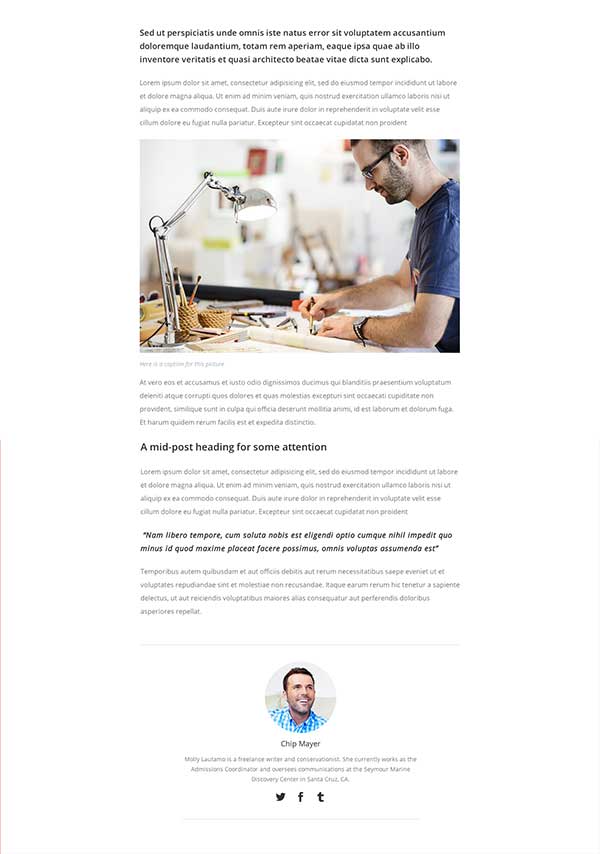 Sed ut perspiciatis unde omnis iste natus error sit voluptatem accusantium
doloremque laudantium, totam rem aperiam, eaque ipsa quae ab illo
inventore veritatis et quasi architecto beatae vitae dicta sunt explicabo.
Lorem ipsum dolor sit amet, consectetur adipisicing elit, sed do eiusmod tempor incididunt ut labore
et dolore magna aliqua. Ut enim ad minim veniam, quis nostrud exercitation ullamco laboris nisi ut
aliquip ex ea commodo consequat. Duis aute irure dolor in reprehenderit in voluptate velit esse
cillum dolore eu fugiat nulla pariatur. Excepteur sint occaecat cupidatat non proident
Here is a caption for this picture
At vero eos et accusamus et iusto odio dignissimos ducimus qui blanditiis praesentium voluptatum
deleniti atque corrupti quos dolores et quas molestias excepturi sint occaecati cupiditate non
provident, similique sunt in culpa qui officia deserunt mollitia animi, id est laborum et dolorum fuga.
Et harum quidem rerum facilis est et expedita distinctio.
A mid-post heading for some attention
Lorem ipsum dolor sit amet, consectetur adipisicing elit, sed do eiusmod tempor incididunt ut labore
et dolore magna aliqua. Ut enim ad minim veniam, quis nostrud exercitation ullamco laboris nisi ut
aliquip ex ea commodo consequat. Duis aute irure dolor in reprehenderit in voluptate velit esse
cillum dolore eu fugiat nulla pariatur. Excepteur sint occaecat cupidatat non proident
“Nam libero tempore, cum soluta nobis est eligendi optio cumque nihil impedit quo
minus id quod maxime placeat facere possimus, omnis voluptas assumenda est”
Temporibus autem quibusdam et aut officiis debitis aut rerum necessitatibus saepe eveniet ut et
voluptates repudiandae sint et molestiae non recusandae. Itaque earum rerum hic tenetur a sapiente
delectus, ut aut reiciendis voluptatibus maiores alias consequatur aut perferendis doloribus
asperiores repellat.
Chip Mayer
Molly Lautamo is a freelance writer and conservationist. She currently works as the
Admissions Coordinator and oversees communications at the Seymour Marine
Discovery Center in Santa Cruz, CA.